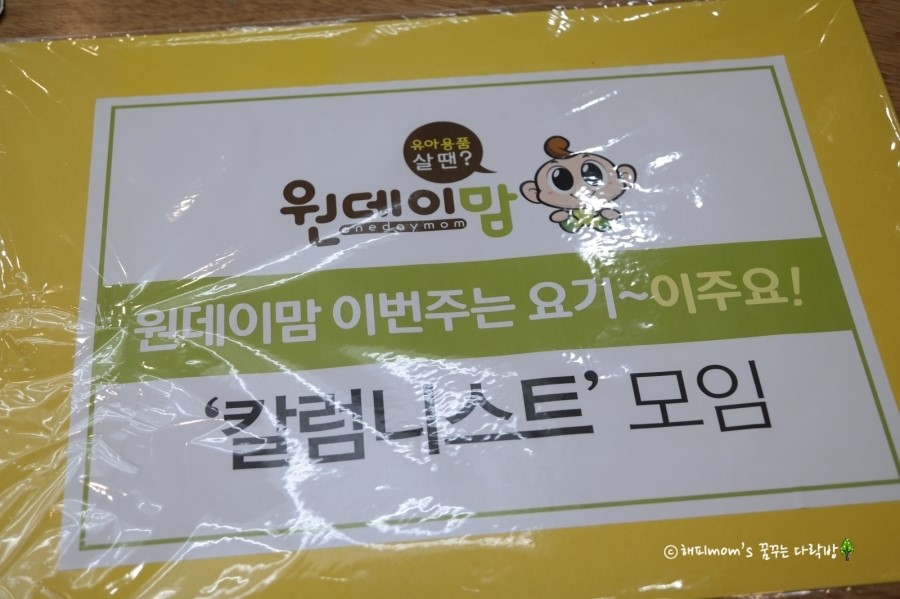 유아용품
살 땐?
원데이맘
onedaymom
원데이맘 이번주는 요기~이주요!
‘칼럼니스트’ 모임
ⓒ해피mom's 꿈꾸는 다락방